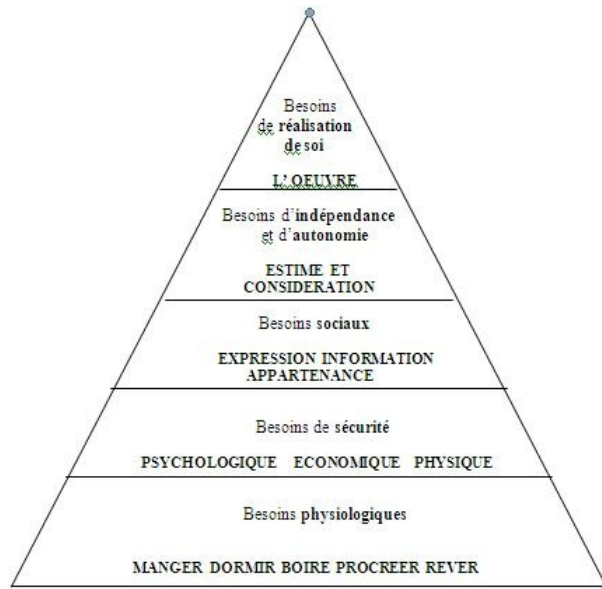 Besoins
de réalisation
de soi
L' OEUVRE
Besoins d'indépendance
et d'autonomie
ESTIME ET
CONSIDERATION
Besoins sociaux
EXPRESSION INFORMATION
APPARTENANCE
Besoins de sécurité
PSYCHOLOGIQUE ECONOMIQUE PHYSIQUE
Besoins physiologiques
MANGER DORMIR BOIRE PROCREER REVER